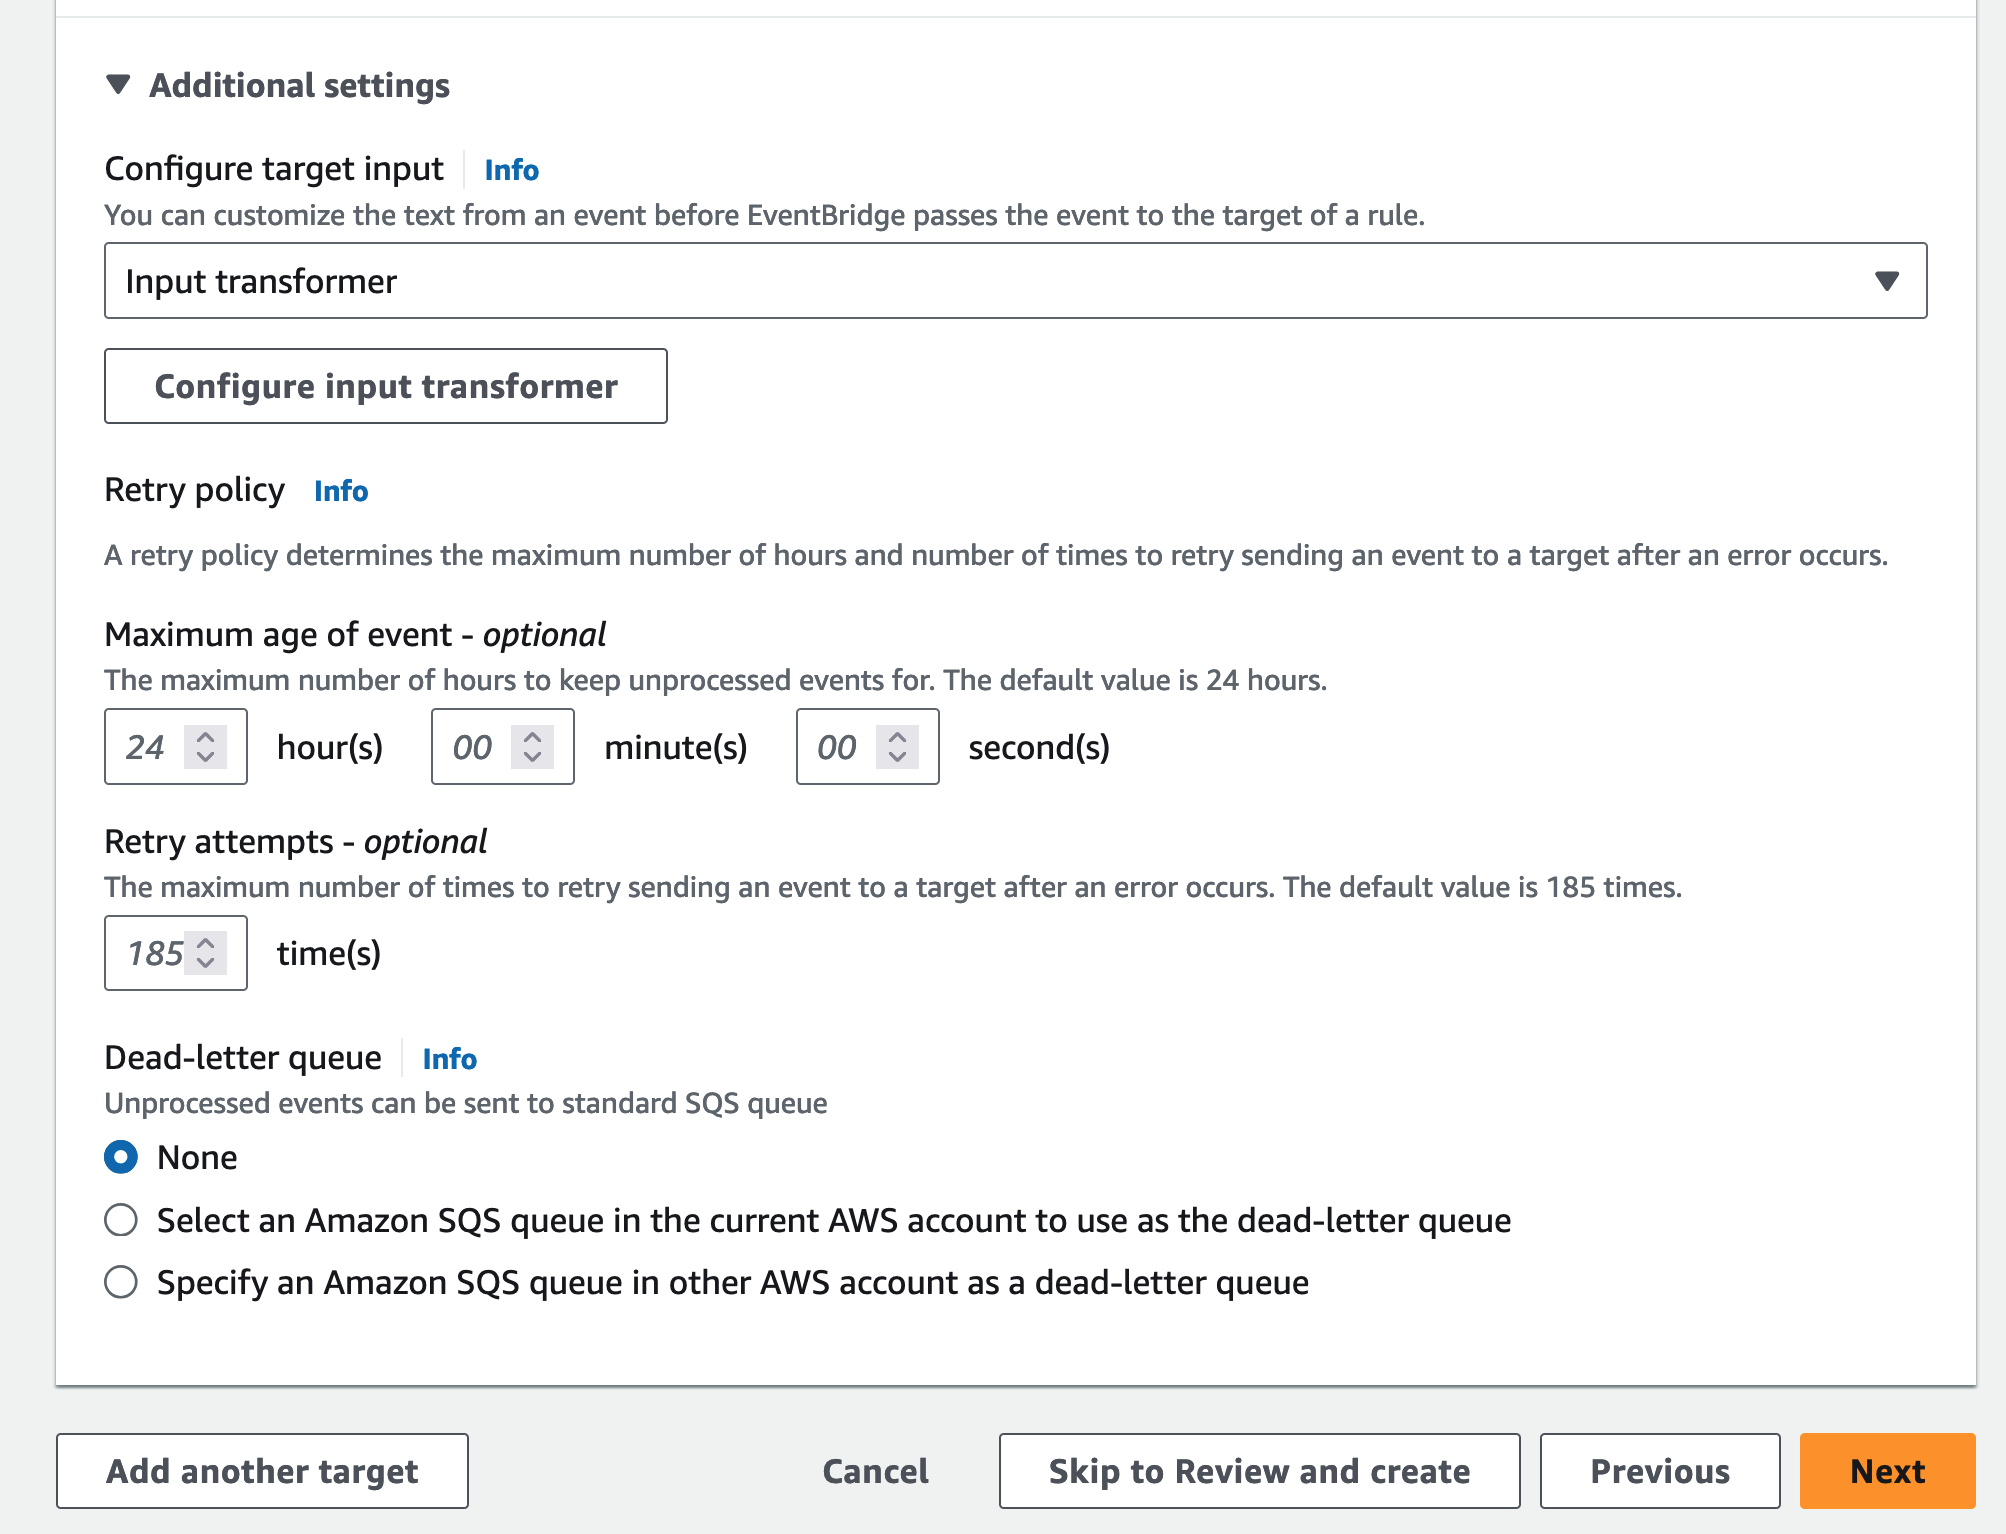 Additional settings
Configure target input Info
You can customize the text from an event before EventBridge passes the event to the target of a rule.
Input transformer
Configure input transformer
Retry policy Info
A retry policy determines the maximum number of hours and number of times to retry sending an event to a target after an error occurs.
Maximum age of event - optional
The maximum number of hours to keep unprocessed events for. The default value is 24 hours.
24 hour(s) 00 minute(s) 00 second(s)
Retry attempts - optional
The maximum number of times to retry sending an event to a target after an error occurs. The default value is 185 times.
185 time(s)
Dead-letter queue Info
Unprocessed events can be sent to standard SQS queue
None
Select an Amazon SQS queue in the current AWS account to use as the dead-letter queue
Specify an Amazon SQS queue in other AWS account as a dead-letter queue
Add another target Cancel Skip to Review and create Previous Next